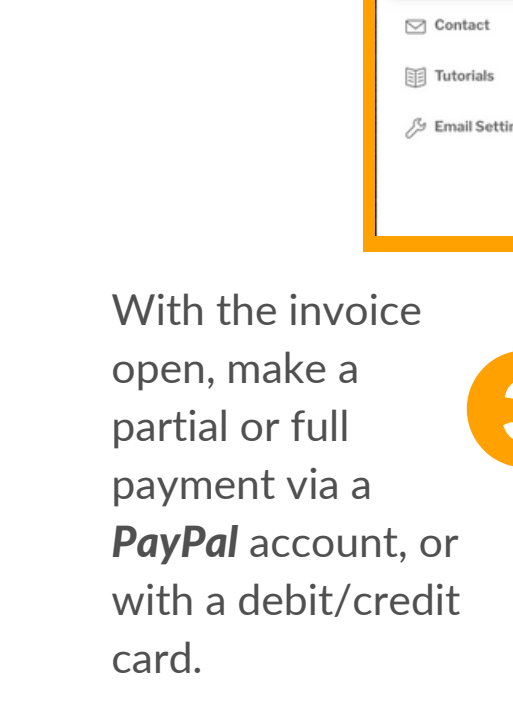 Contact
Tutorials
Email
With the invoice
open, make a
partial or full
payment via a
PayPal account, or
with a debit/credit
card.